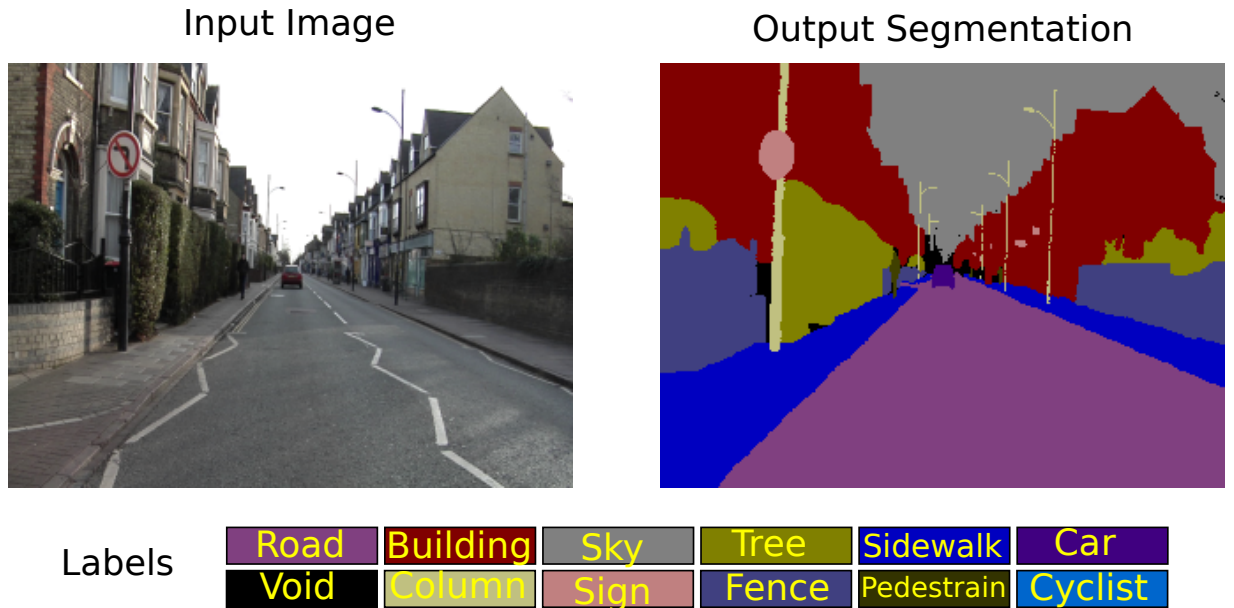 Input Image
Output Segmentation
Labels
Road Building Sky Tree Sidewalk Car
Void Column Sign Fence Pedestrain Cyclist